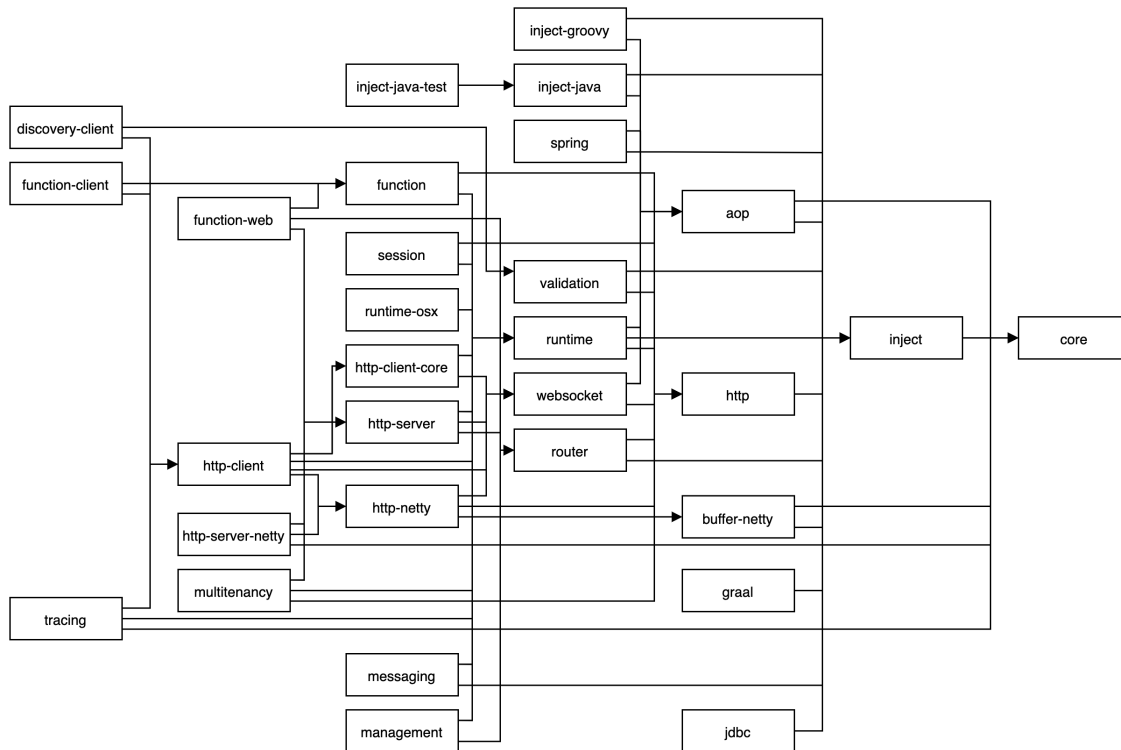 inject-groovy
inject-java-test
inject-java
discovery-client
spring
function-client
function
function-web
aop
session
validation
runtime-osx
runtime
inject
core
http-client-core
websocket
http
http-server
router
http-client
http-netty
buffer-netty
http-server-netty
multitenancy
graal
tracing
messaging
management
jdbc